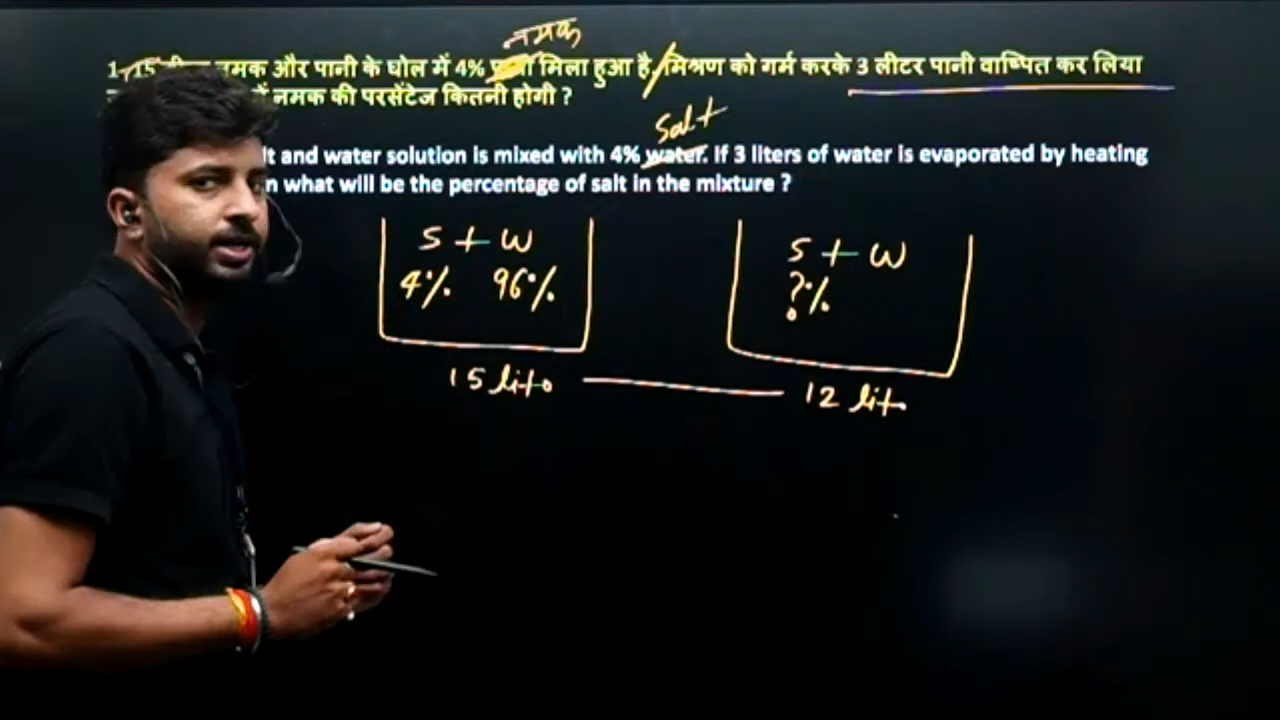 नमक
1. 15 नमक और पानी के घोल में 4% मिला हुआ है, मिश्रण को गर्म करके 3 लीटर पानी वाष्पित कर लिया
नमक की परसेंटेज कितनी होगी ?
Salt
and water solution is mixed with 4% water. If 3 liters of water is evaporated by heating
what will be the percentage of salt in the mixture ?
S + W S + W
4% 96% ?%
15 lit 12 lit